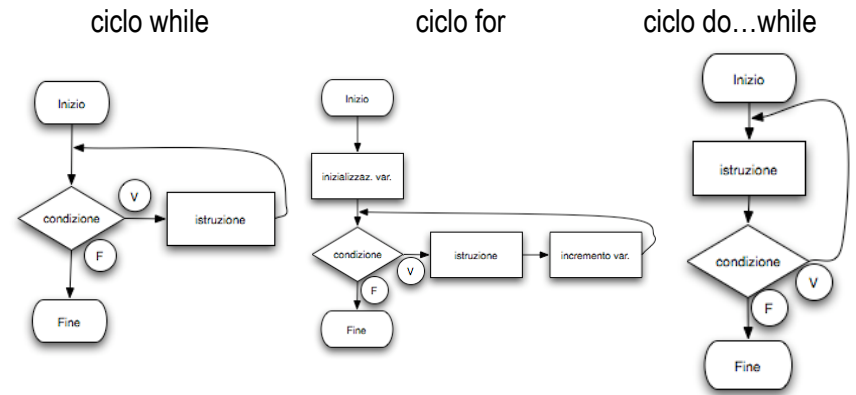 ciclo while
Inizio
condizione
V
istruzione
F
Fine
ciclo for
Inizio
inizializzaz. var.
condizione
V
istruzione
incremento var.
F
Fine
ciclo do…while
Inizio
istruzione
condizione
V
F
Fine